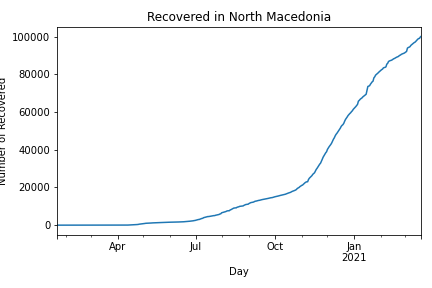 Recovered in North Macedonia
100000
80000
60000
40000
20000
0
Number of Recovered
Apr Jul Oct Jan
2021
Day